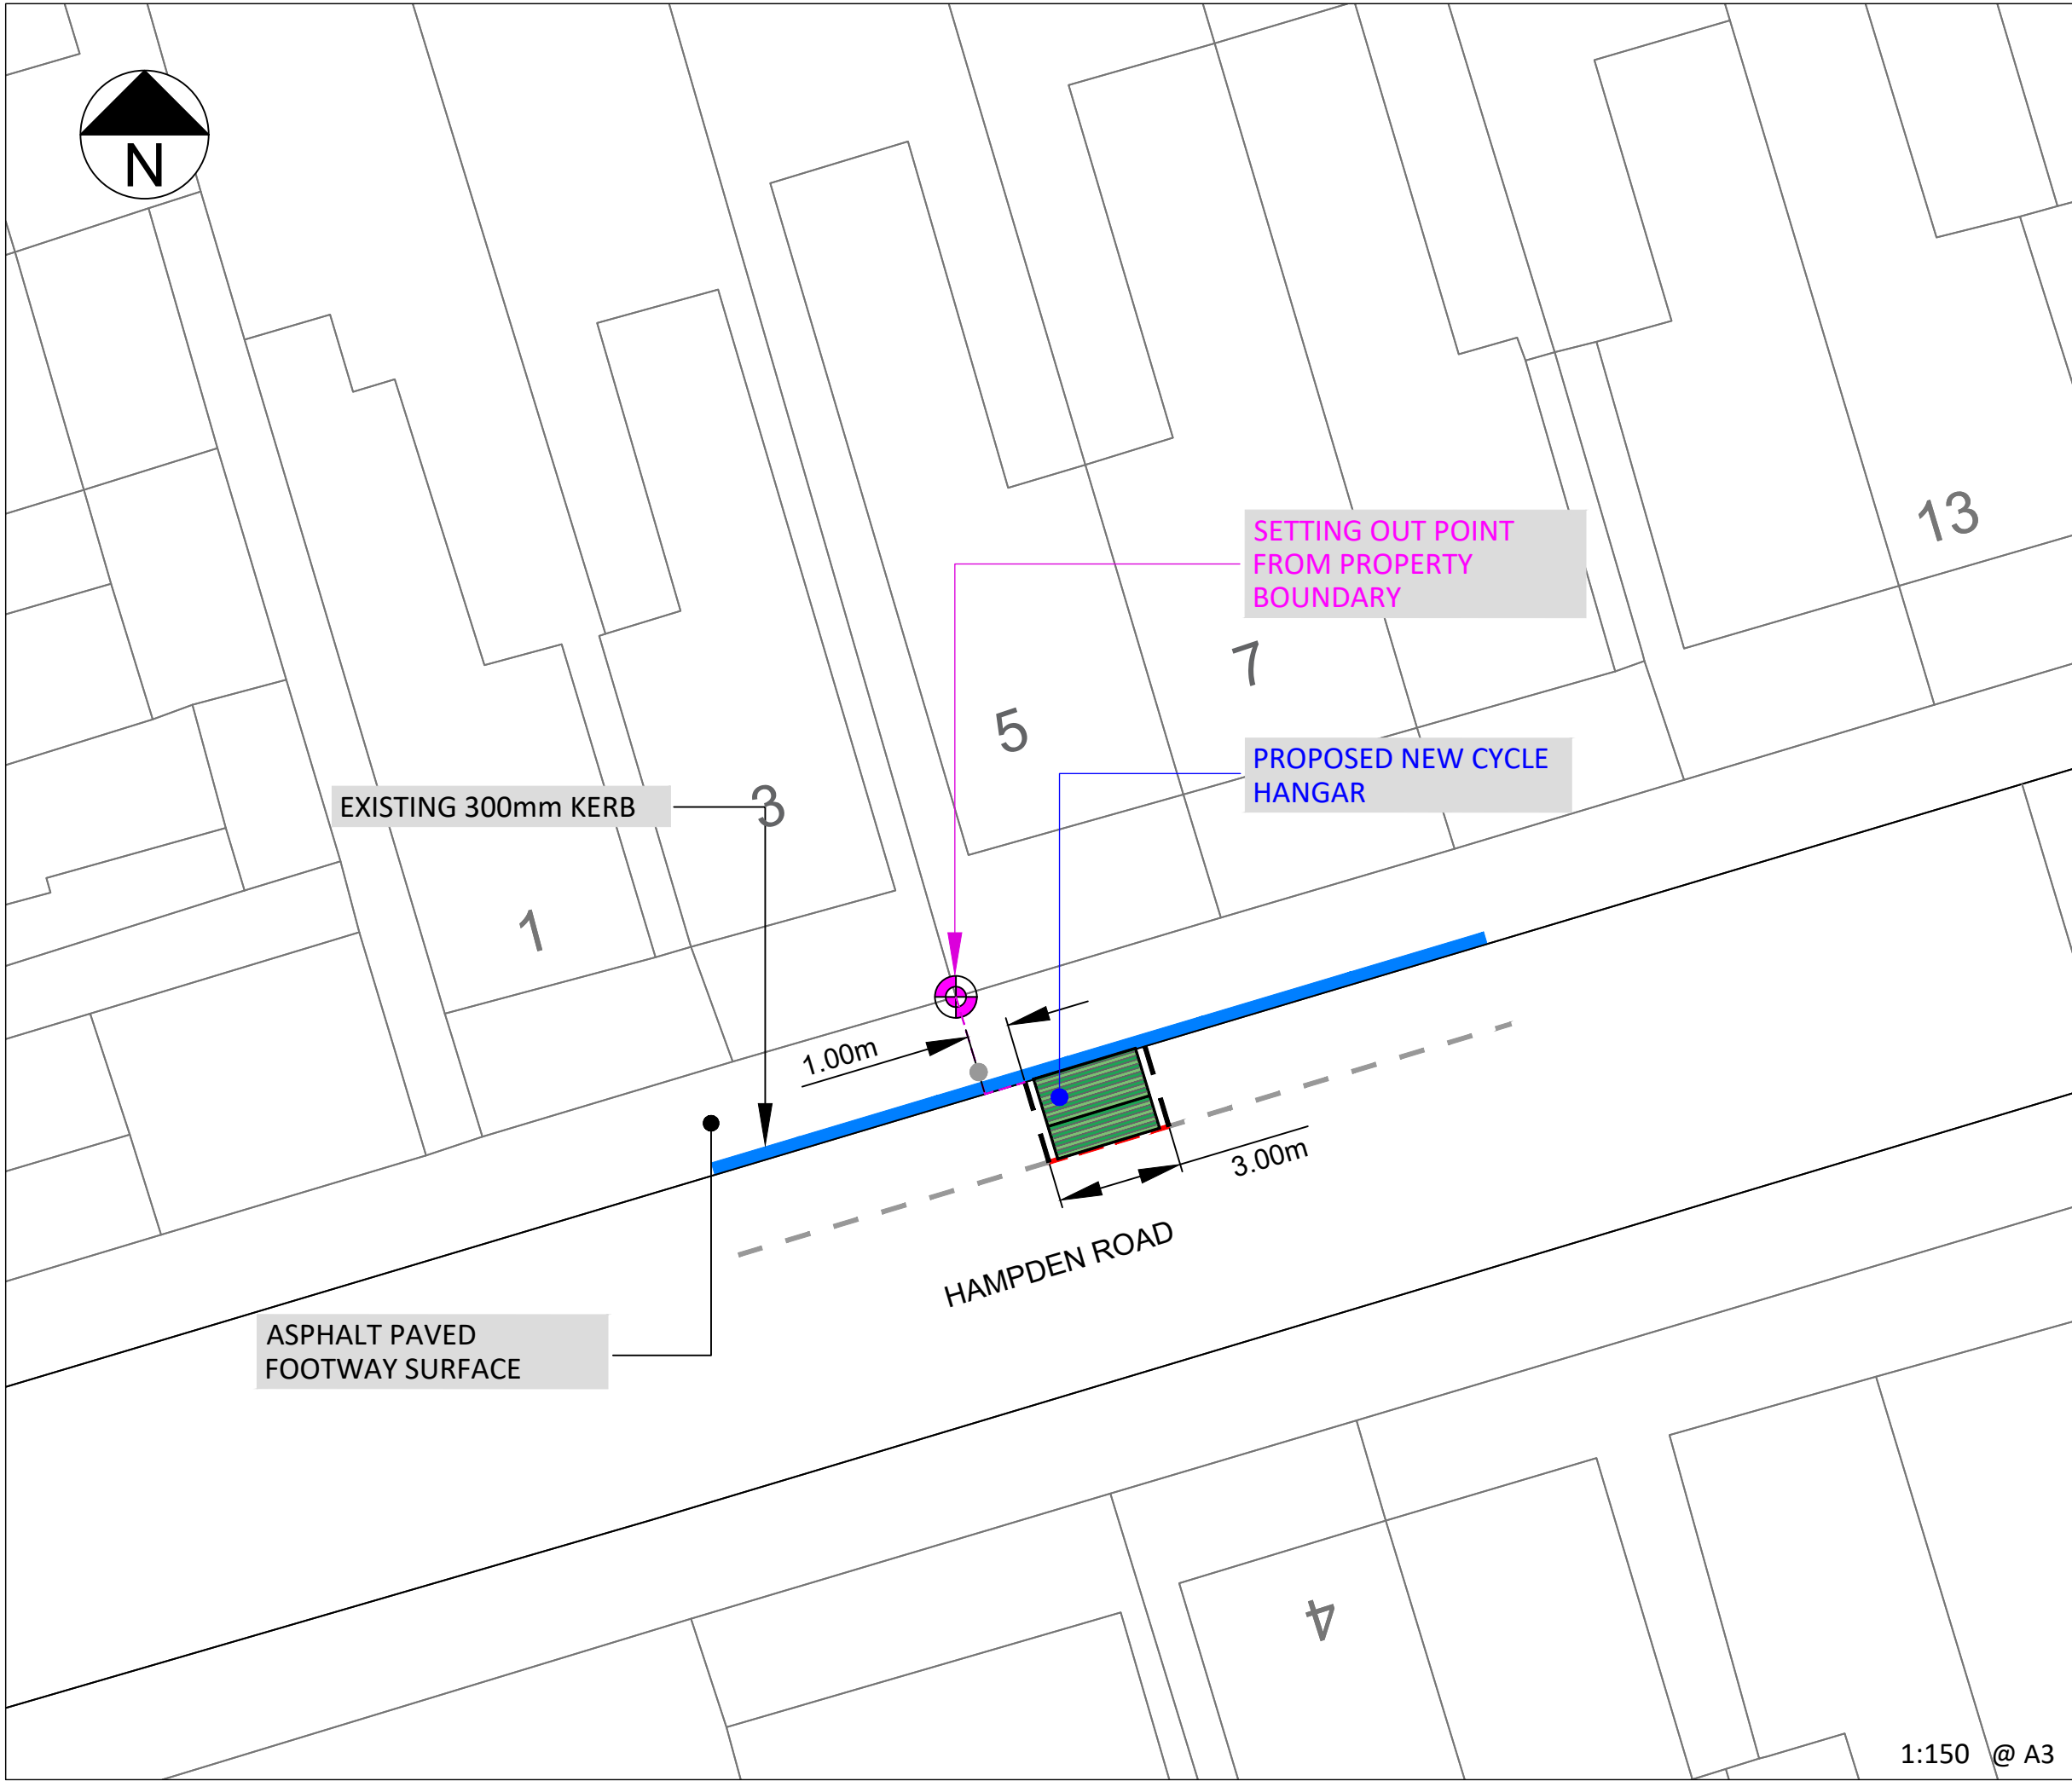 N
13
SETTING OUT POINT
FROM PROPERTY
BOUNDARY
7
5
PROPOSED NEW CYCLE
HANGAR
3
EXISTING 300mm KERB
1
1.00m
3.00m
HAMPDEN ROAD
ASPHALT PAVED
FOOTWAY SURFACE
4
1:150 @ A3